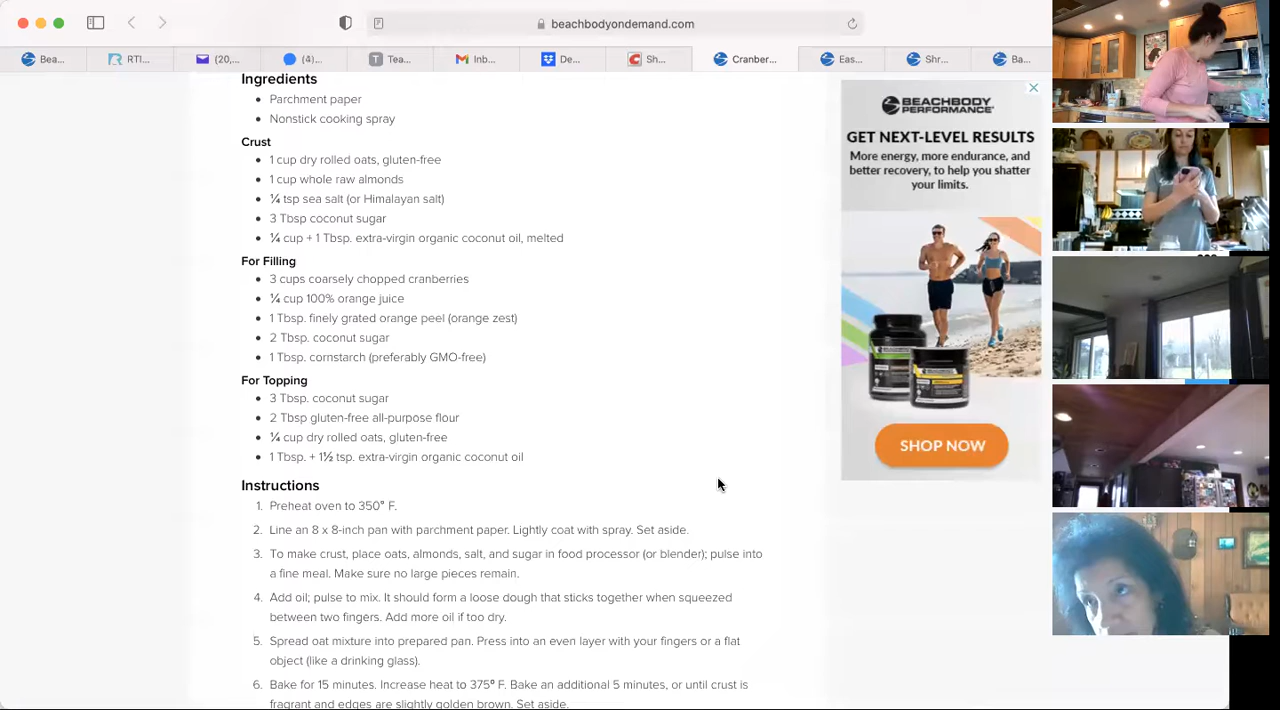 beachbodyondemand.com
Bea...
RTI...
(20,...
(4)...
Tea...
Inb...
De...
Sh...
Cranber...
Eas...
Shr...
Ba...
Ingredients
• Parchment paper
• Nonstick cooking spray
Crust
• 1 cup dry rolled oats, gluten-free
• 1 cup whole raw almonds
• ¼ tsp sea salt (or Himalayan salt)
• 3 Tbsp coconut sugar
• ¼ cup + 1 Tbsp. extra-virgin organic coconut oil, melted
For Filling
• 3 cups coarsely chopped cranberries
• ¼ cup 100% orange juice
• 1 Tbsp. finely grated orange peel (orange zest)
• 2 Tbsp. coconut sugar
• 1 Tbsp. cornstarch (preferably GMO-free)
For Topping
• 3 Tbsp. coconut sugar
• 2 Tbsp gluten-free all-purpose flour
• ¼ cup dry rolled oats, gluten-free
• 1 Tbsp. + 1½ tsp. extra-virgin organic coconut oil
Instructions
1. Preheat oven to 350° F.
2. Line an 8 x 8-inch pan with parchment paper. Lightly coat with spray. Set aside.
3. To make crust, place oats, almonds, salt, and sugar in food processor (or blender); pulse into
a fine meal. Make sure no large pieces remain.
4. Add oil; pulse to mix. It should form a loose dough that sticks together when squeezed
between two fingers. Add more oil if too dry.
5. Spread oat mixture into prepared pan. Press into an even layer with your fingers or a flat
object (like a drinking glass).
6. Bake for 15 minutes. Increase heat to 375° F. Bake an additional 5 minutes, or until crust is
fragrant and edges are slightly golden brown. Set aside.
BEACHBODY
PERFORMANCE
GET NEXT-LEVEL RESULTS
More energy, more endurance, and
better recovery, to help you shatter
your limits.
SHOP NOW